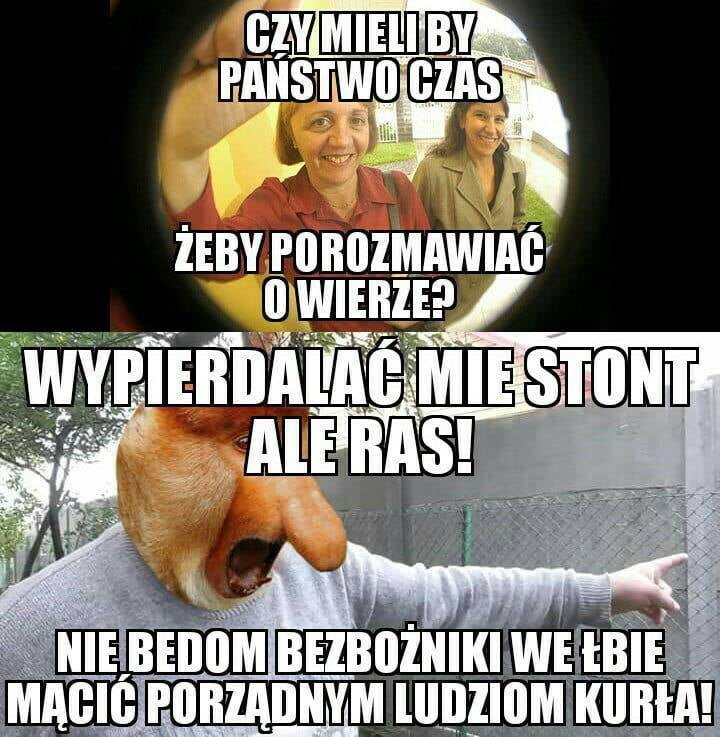 CZY MIELI BY
PAŃSTWO CZAS
ŻEBY POROZMAWIAĆ
O WIERZE?
WYPIERDALAĆ MIE STONT
ALE RAS!
NIE BEDOM BEZBOŻNIKI WE ŁBIE
MĄCIĆ PORZĄDNYM LUDZIOM KURŁA!